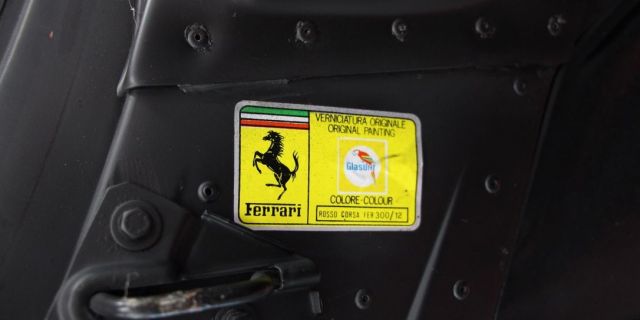 VERNICIATURA ORIGINALE
ORIGINAL PAINTING
Glasurit
COLORE-COLOUR
Ferrari
ROSSO CORSA FER 300/12